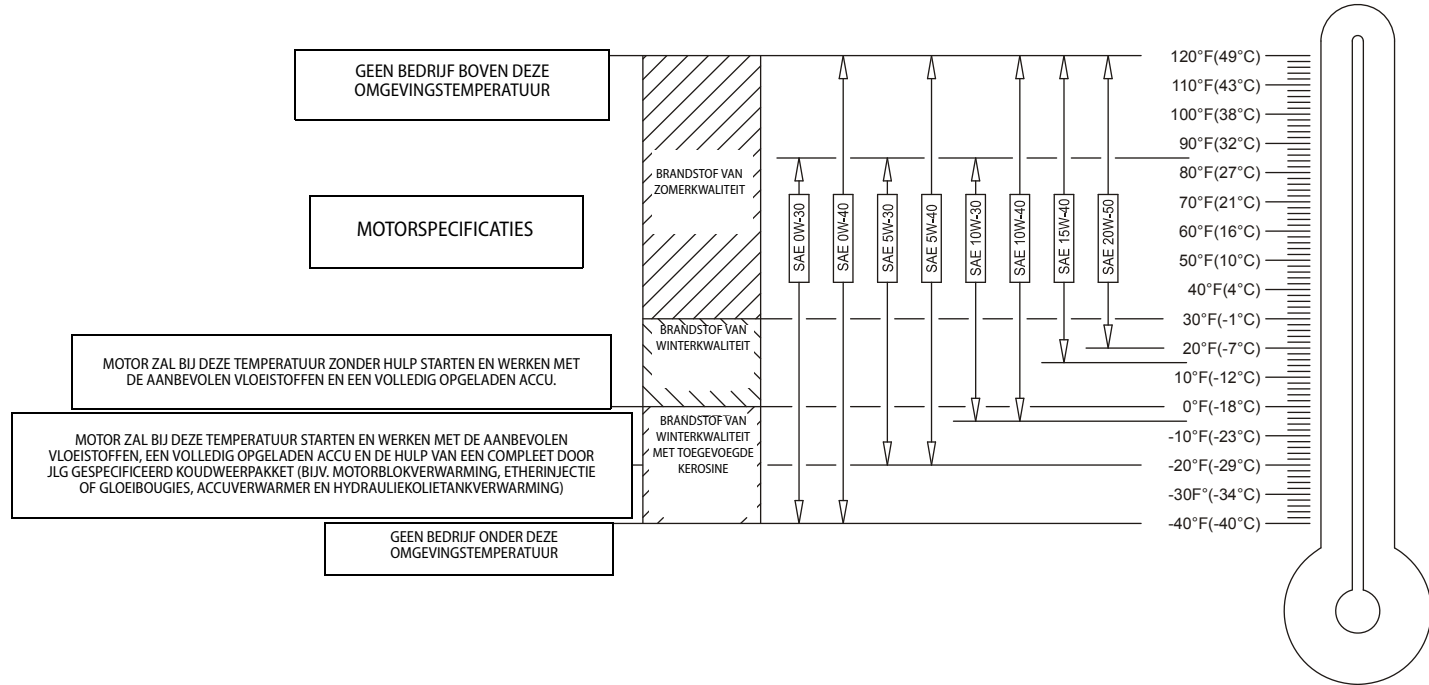 GEEN BEDRIJF BOVEN DEZE
OMGEVINGSTEMPERATUUR
MOTORSPECIFICATIES
MOTOR ZAL BIJ DEZE TEMPERATUUR ZONDER HULP STARTEN EN WERKEN MET
DE AANBEVOLEN VLOEISTOFFEN EN EEN VOLLEDIG OPGELADEN ACCU.
MOTOR ZAL BIJ DEZE TEMPERATUUR STARTEN EN WERKEN MET DE AANBEVOLEN
VLOEISTOFFEN, EEN VOLLEDIG OPGELADEN ACCU EN DE HULP VAN EEN COMPLEET DOOR
JLG GESPECIFICEERD KOUDWEERPAKKET (BIJV. MOTORBLOKVERWARMING, ETHERINJECTIE
OF GLOEIBOUGIES, ACCUVERWARMER EN HYDRAULIEKOLIETANKVERWARMING)
GEEN BEDRIJF ONDER DEZE
OMGEVINGSTEMPERATUUR
BRANDSTOF VAN
ZOMERKWALITEIT
BRANDSTOF VAN
WINTERKWALITEIT
BRANDSTOF VAN
WINTERKWALITEIT
MET TOEGEVOEGDE
KEROSINE
SAE 0W-30
SAE 0W-40
SAE 5W-30
SAE 5W-40
SAE 10W-30
SAE 10W-40
SAE 15W-40
SAE 20W-50
120°F(49°C)
110°F(43°C)
100°F(38°C)
90°F(32°C)
80°F(27°C)
70°F(21°C)
60°F(16°C)
50°F(10°C)
40°F(4°C)
30°F(-1°C)
20°F(-7°C)
10°F(-12°C)
0°F(-18°C)
-10°F(-23°C)
-20°F(-29°C)
-30F°(-34°C)
-40°F(-40°C)